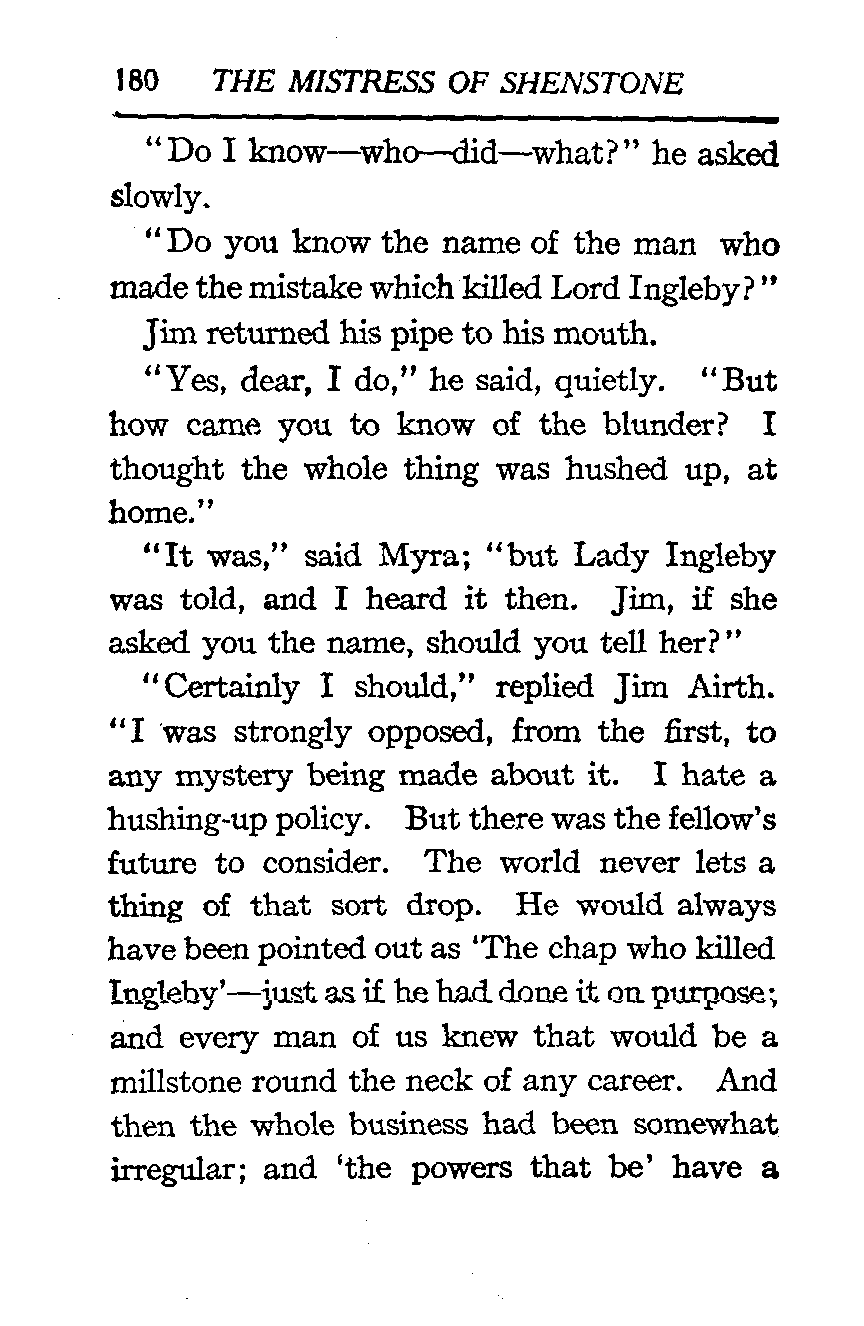 180 THE MISTRESS OF SHENSTONE
"Do I know—who—did—what?" he asked
slowly.
"Do you know the name of the man who
made the mistake which killed Lord Ingleby?"
Jim returned his pipe to his mouth.
"Yes, dear, I do," he said, quietly. "But
how came you to know of the blunder? I
thought the whole thing was hushed up, at
home."
"It was," said Myra; "but Lady Ingleby
was told, and I heard it then. Jim, if she
asked you the name, should you tell her?"
"Certainly I should," replied Jim Airth.
"I was strongly opposed, from the first, to
any mystery being made about it. I hate a
hushing-up policy. But there was the fellow's
future to consider. The world never lets a
thing of that sort drop. He would always
have been pointed out as 'The chap who killed
Ingleby'—just as if he had done it on purpose;
and every man of us knew that would be a
millstone round the neck of any career. And
then the whole business had been somewhat
irregular; and 'the powers that be' have a